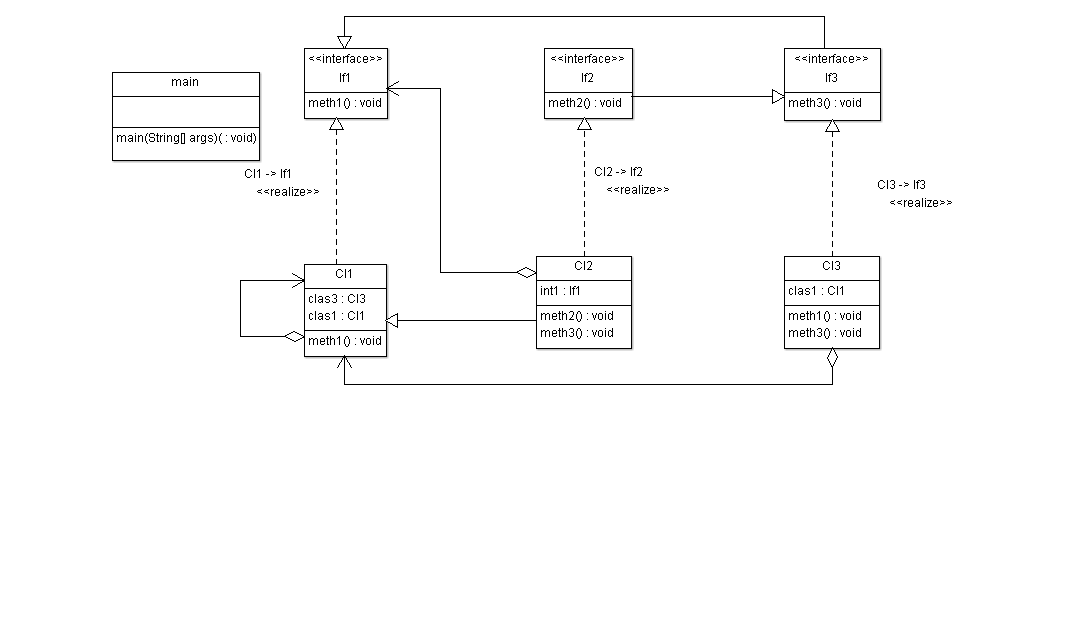 main
main(String[] args)( : void)
<<interface>>
If1
meth1() : void
<<interface>>
If2
meth2() : void
<<interface>>
If3
meth3() : void
Cl1 -> If1
<<realize>>
Cl2 -> If2
<<realize>>
Cl3 -> If3
<<realize>>
Cl1
clas3 : Cl3
clas1 : Cl1
meth1() : void
Cl2
int1 : If1
meth2() : void
meth3() : void
Cl3
clas1 : Cl1
meth1() : void
meth3() : void